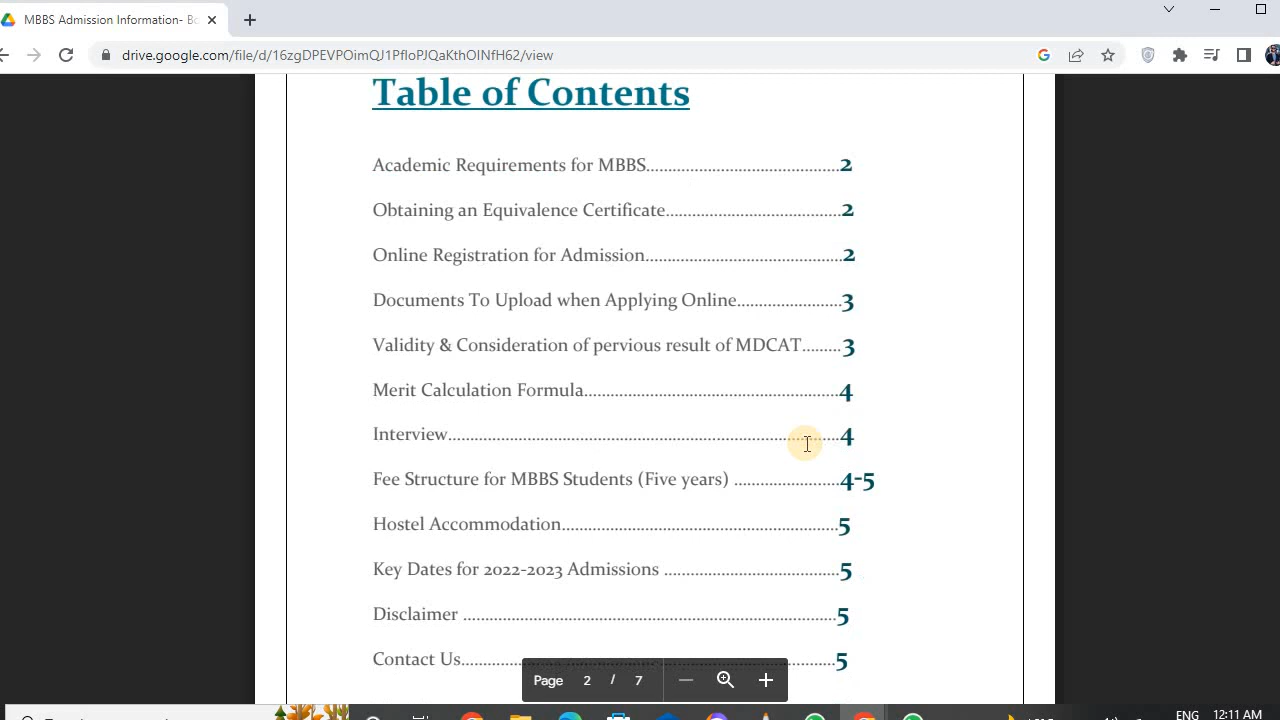 MBBS Admission Information- Bo
drive.google.com/file/d/16zgDPEVPOimQJ1PfIoPJQaKthOINfH62/view
Table of Contents
Academic Requirements for MBBS............................................2
Obtaining an Equivalence Certificate........................................2
Online Registration for Admission.............................................2
Documents To Upload when Applying Online.......................3
Validity & Consideration of pervious result of MDCAT.........3
Merit Calculation Formula..........................................................4
Interview.........................................................................................4
Fee Structure for MBBS Students (Five years) ........................4-5
Hostel Accommodation...............................................................5
Key Dates for 2022-2023 Admissions ........................................5
Disclaimer .....................................................................................5
Contact Us......................................................................................5
Page 2 / 7
ENG 12:11 AM